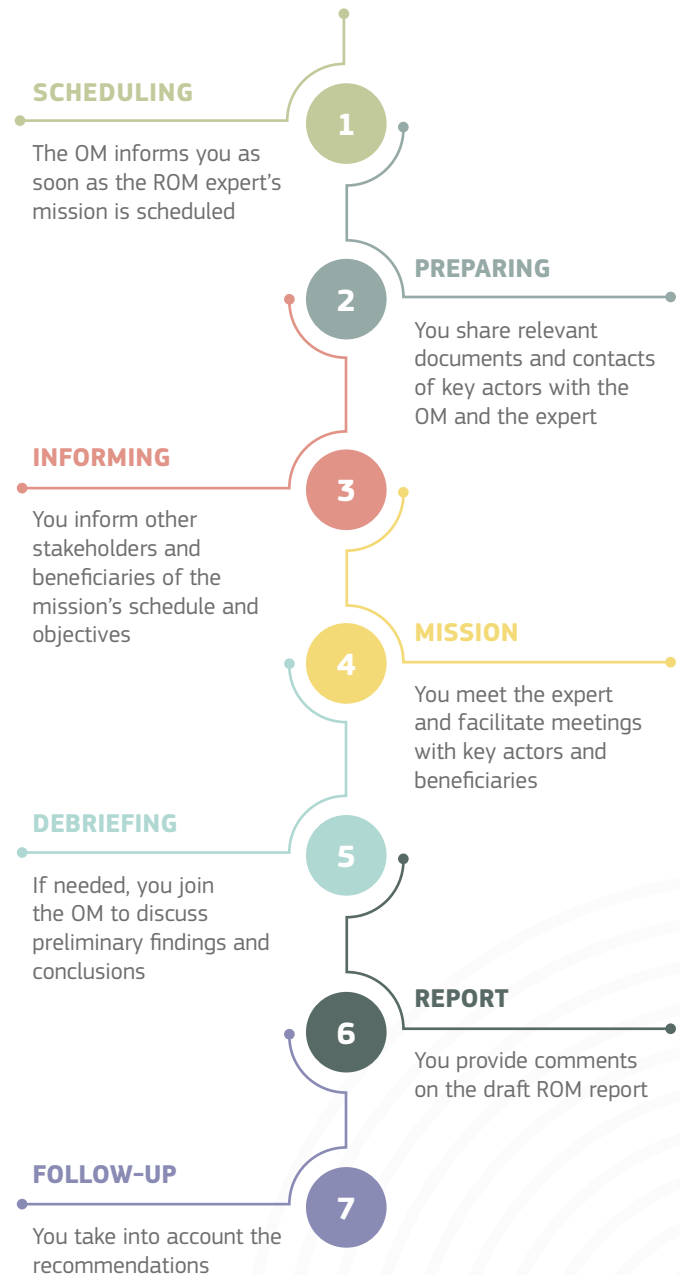 SCHEDULING
1
The OM informs you as
soon as the ROM expert’s
mission is scheduled
PREPARING
2
You share relevant
documents and contacts
of key actors with the
OM and the expert
INFORMING
3
You inform other
stakeholders and
beneficiaries of the
mission’s schedule and
objectives
MISSION
4
You meet the expert
and facilitate meetings
with key actors and
beneficiaries
DEBRIEFING
5
If needed, you join
the OM to discuss
preliminary findings and
conclusions
REPORT
6
You provide comments
on the draft ROM report
FOLLOW-UP
7
You take into account the
recommendations